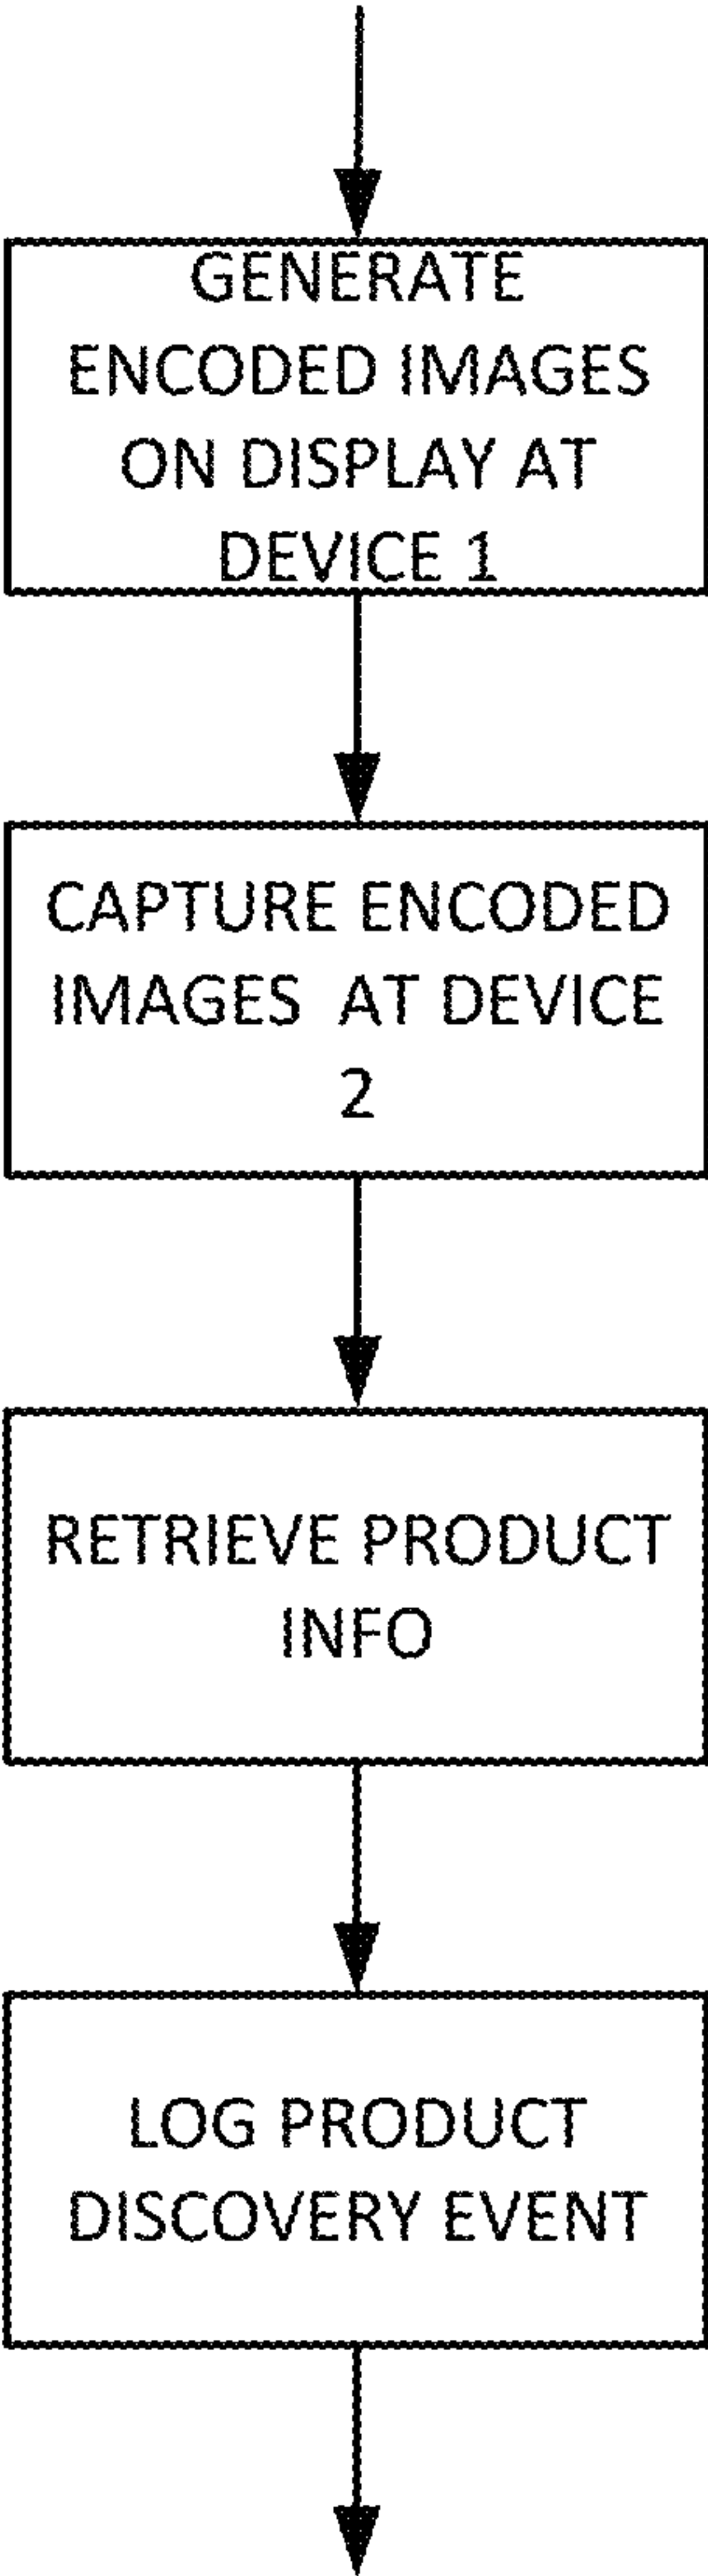 GENERATE
ENCODED IMAGES
ON DISPLAY AT
DEVICE 1
CAPTURE ENCODED
IMAGES AT DEVICE
2
RETRIEVE PRODUCT
INFO
LOG PRODUCT
DISCOVERY EVENT